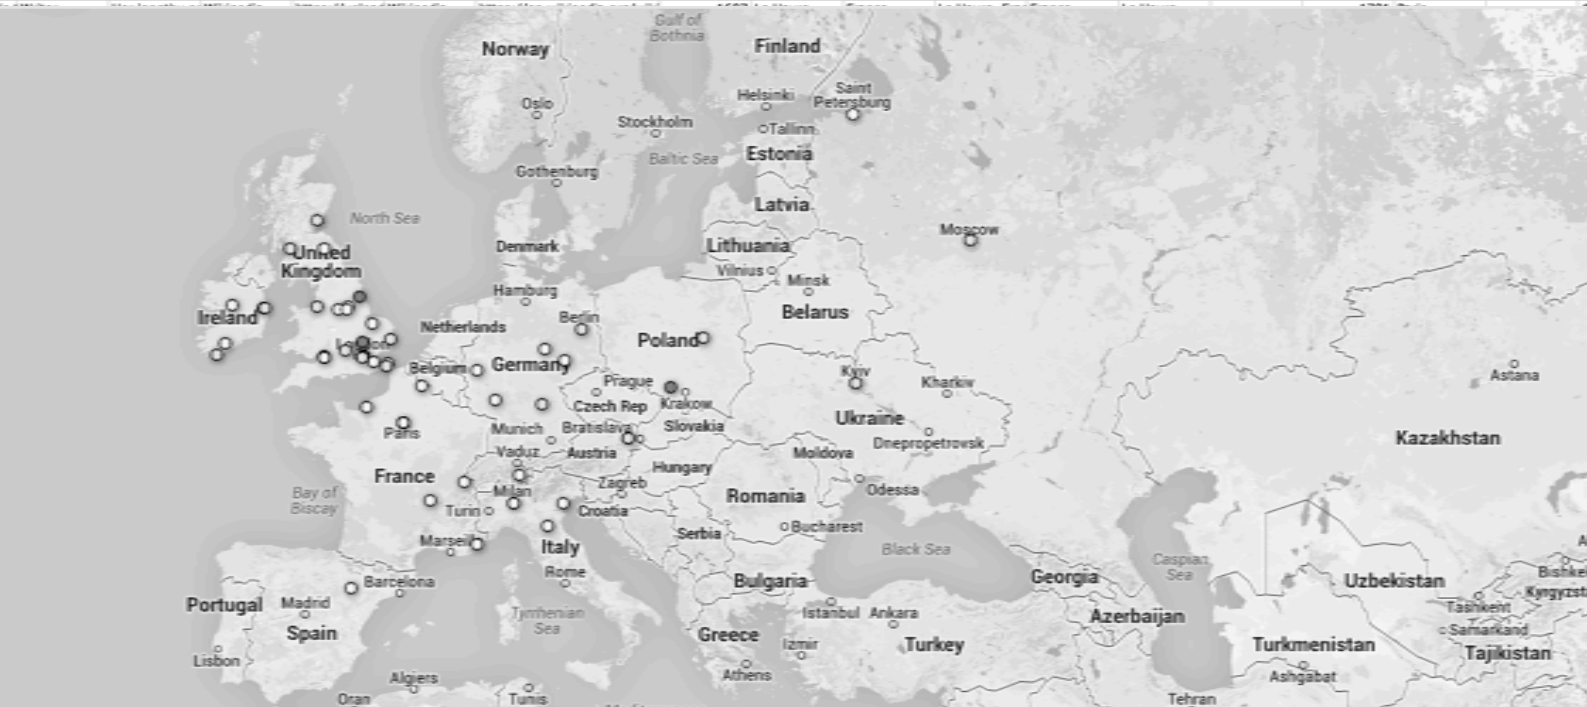 Gulf of
Bothnia
Norway
Finland
Oslo
Helsinki
Saint
Petersburg
Stockholm
Tallinn
Baltic Sea
Estonia
Gothenburg
Latvia
North Sea
Moscow
Denmark
Lithuania
United
Kingdom
Vilnius
Minsk
Hamburg
Ireland
Berlin
Belarus
Netherlands
London
Poland
Belgium
Germany
Kyiv
Prague
Kharkiv
Astana
Czech Rep
Krakow
Ukraine
Paris
Munich
Bratislava
Slovakia
Dnepropetrovsk
Kazakhstan
Vaduz
Austria
Moldova
Hungary
France
Zagreb
Milan
Odessa
Bay of
Biscay
Turin
Croatia
Romania
Serbia
Bucharest
Marseille
Italy
Black Sea
Caspian
Sea
Rome
Barcelona
Bulgaria
Georgia
Uzbekistan
Portugal
Madrid
Tyrrhenian
Sea
Istanbul
Ankara
Azerbaijan
Tashkent
Spain
Greece
Izmir
Turkey
Turkmenistan
Samarkand
Tajikistan
Lisbon
Athens
Algiers
Ashgabat
Oran
Tunis
Tehran